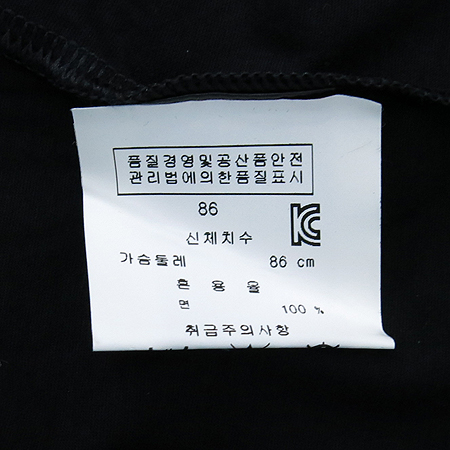 품질경영및공산품안전
관리법에의한품질표시
86
신체치수
가슴둘레 86 cm
혼 용 율
면 100 %
취급주의사항